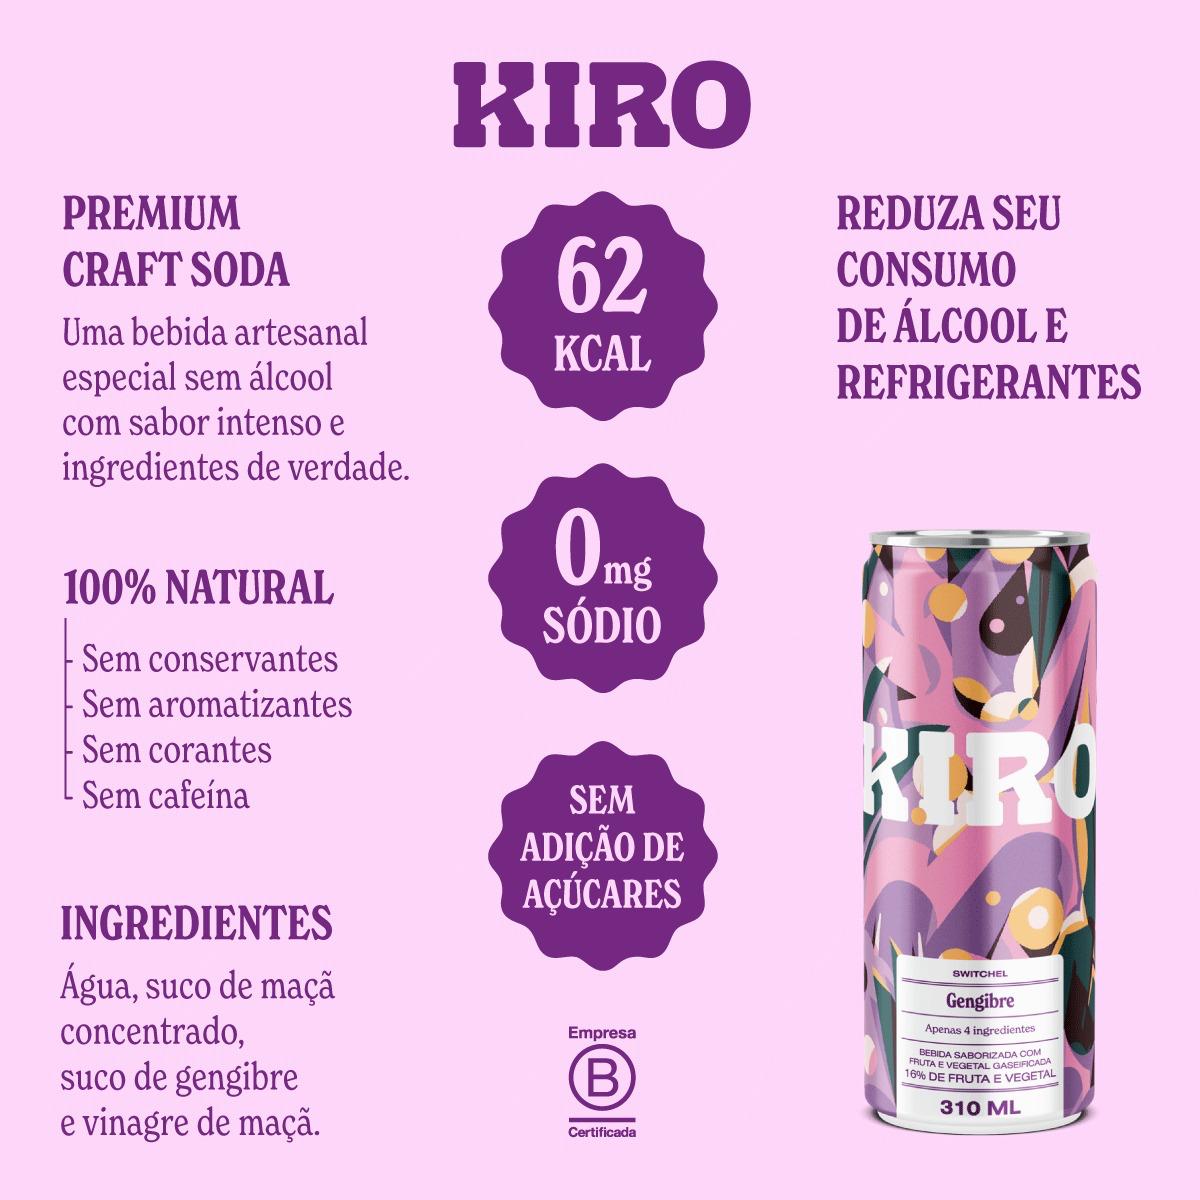 KIRO
PREMIUM
CRAFT SODA
Uma bebida artesanal
especial sem álcool
com sabor intenso e
ingredientes de verdade.
100% NATURAL
Sem conservantes
Sem aromatizantes
Sem corantes
Sem cafeína
INGREDIENTES
Água, suco de maçã
concentrado,
suco de gengibre
e vinagre de maçã.
62
KCAL
0mg
SÓDIO
SEM
ADIÇÃO DE
AÇÚCARES
Empresa
B
Certificada
REDUZA SEU
CONSUMO
DE ÁLCOOL E
REFRIGERANTES
KIRO
SWITCHEL
Gengibre
Apenas 4 ingredientes
BEBIDA SABORIZADA COM
FRUTA E VEGETAL GASEIFICADA
16% DE FRUTA E VEGETAL
310 ML